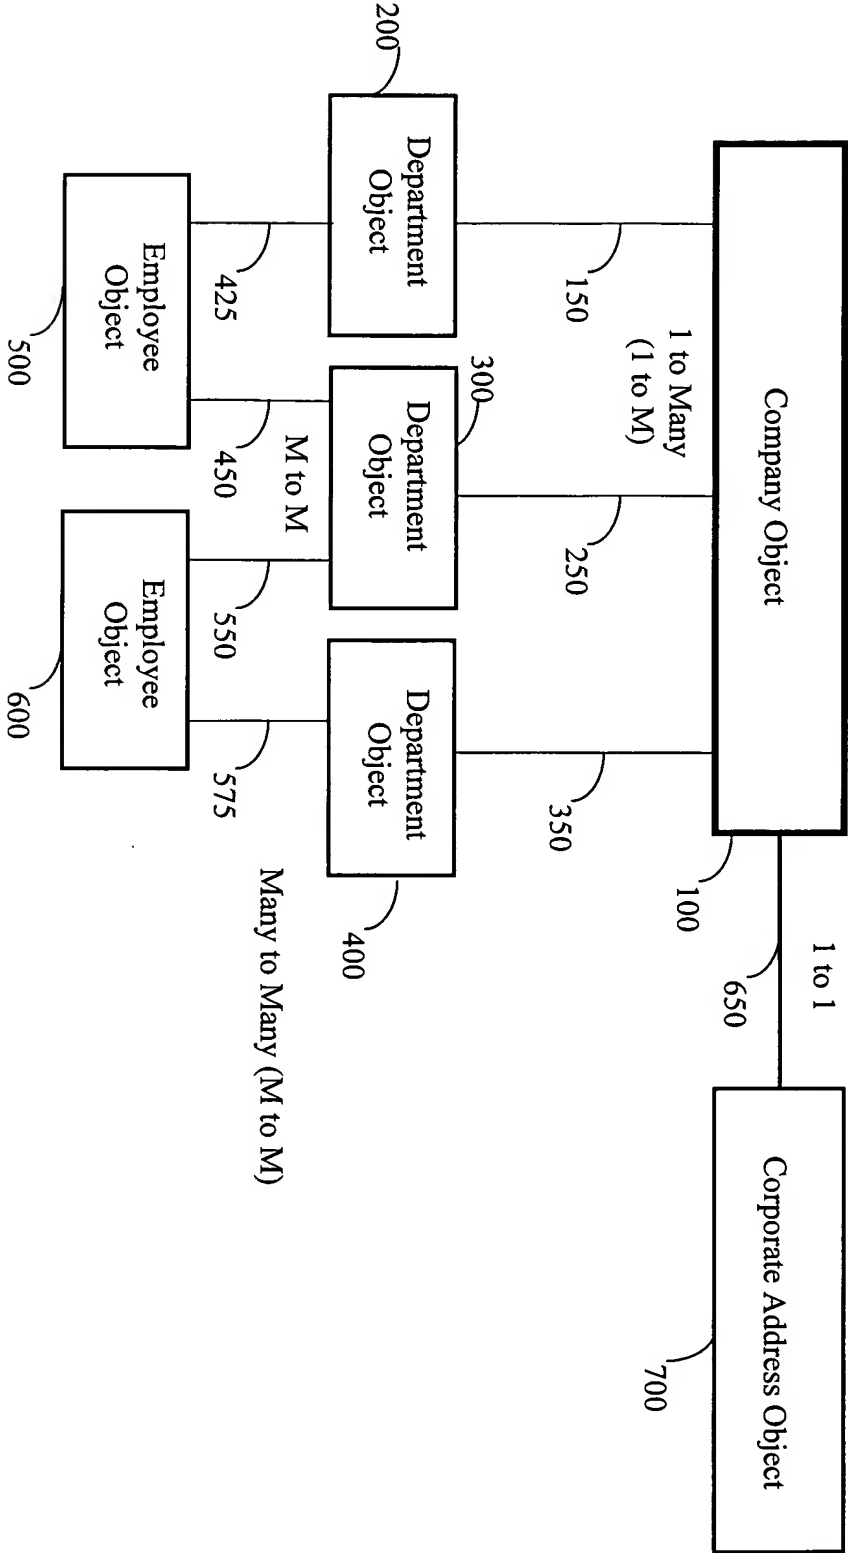 Company Object
Corporate Address Object
1 to 1
650
100
700
1 to Many
(1 to M)
150
250
350
200
Department
Object
300
Department
Object
Department
Object
400
M to M
425
450
550
575
Many to Many (M to M)
Employee
Object
Employee
Object
500
600